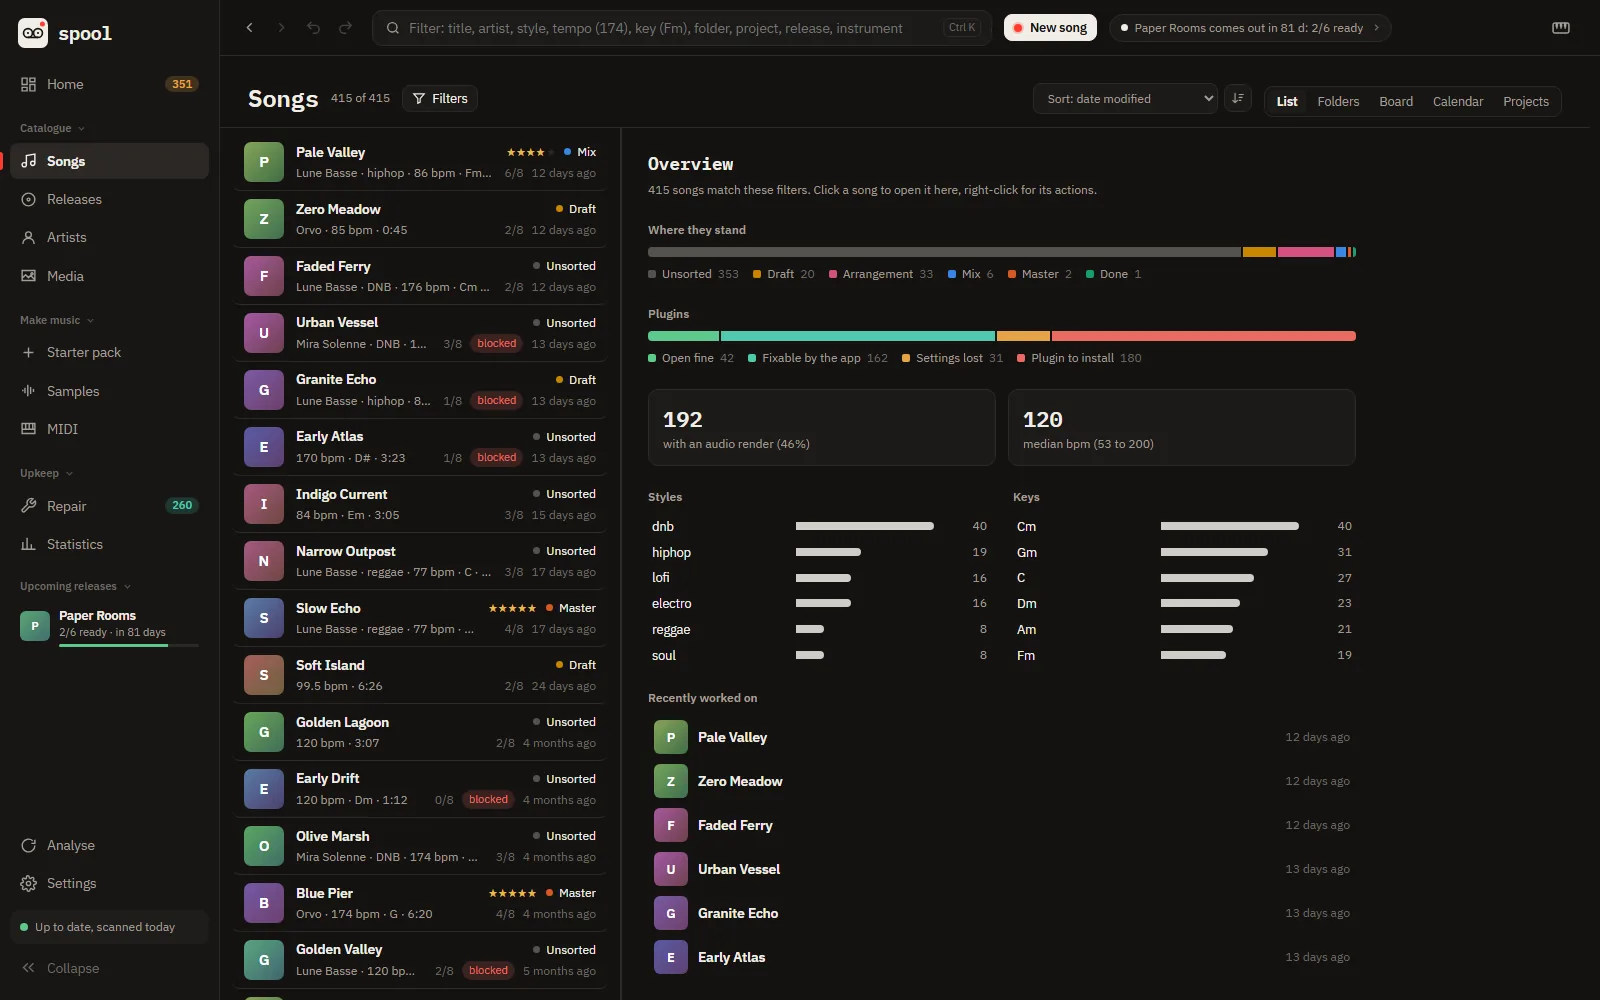 spool
Home 351
Catalogue
Songs
Releases
Artists
Media
Make music
Starter pack
Samples
MIDI
Upkeep
Repair 260
Statistics
Upcoming releases
P Paper Rooms
2/6 ready · in 81 days
Analyse
Settings
Up to date, scanned today
Collapse
Filter: title, artist, style, tempo (174), key (Fm), folder, project, release, instrument Ctrl K
New song
Paper Rooms comes out in 81 d: 2/6 ready
Songs 415 of 415 Filters
Sort: date modified
List Folders Board Calendar Projects
P Pale Valley ★★★★★ Mix
Lune Basse · hiphop · 86 bpm · Fm... 6/8 12 days ago
Z Zero Meadow Draft
Orvo · 85 bpm · 0:45 2/8 12 days ago
F Faded Ferry Unsorted
Lune Basse · DNB · 176 bpm · Cm ... 2/8 12 days ago
U Urban Vessel Unsorted
Mira Solenne · DNB · 1... 3/8 blocked 13 days ago
G Granite Echo Draft
Lune Basse · hiphop · 8... 1/8 blocked 13 days ago
E Early Atlas Unsorted
170 bpm · D# · 3:23 1/8 blocked 13 days ago
I Indigo Current Unsorted
84 bpm · Em · 3:05 3/8 15 days ago
N Narrow Outpost Unsorted
Lune Basse · reggae · 77 bpm · C · ... 3/8 17 days ago
S Slow Echo ★★★★★ Master
Lune Basse · reggae · 77 bpm · ... 4/8 17 days ago
S Soft Island Draft
99.5 bpm · 6:26 2/8 24 days ago
G Golden Lagoon Unsorted
120 bpm · 3:07 2/8 4 months ago
E Early Drift Unsorted
120 bpm · Dm · 1:12 0/8 blocked 4 months ago
O Olive Marsh Unsorted
Mira Solenne · DNB · 174 bpm · ... 3/8 4 months ago
B Blue Pier ★★★★★ Master
Orvo · 174 bpm · G · 6:20 4/8 4 months ago
G Golden Valley Unsorted
Lune Basse · 120 bp... 2/8 blocked 5 months ago
Overview
415 songs match these filters. Click a song to open it here, right-click for its actions.
Where they stand
Unsorted 353 Draft 20 Arrangement 33 Mix 6 Master 2 Done 1
Plugins
Open fine 42 Fixable by the app 162 Settings lost 31 Plugin to install 180
192
with an audio render (46%)
120
median bpm (53 to 200)
Styles
dnb 40
hiphop 19
lofi 16
electro 16
reggae 8
soul 8
Keys
Cm 40
Gm 31
C 27
Dm 23
Am 21
Fm 19
Recently worked on
P Pale Valley 12 days ago
Z Zero Meadow 12 days ago
F Faded Ferry 12 days ago
U Urban Vessel 13 days ago
G Granite Echo 13 days ago
E Early Atlas 13 days ago